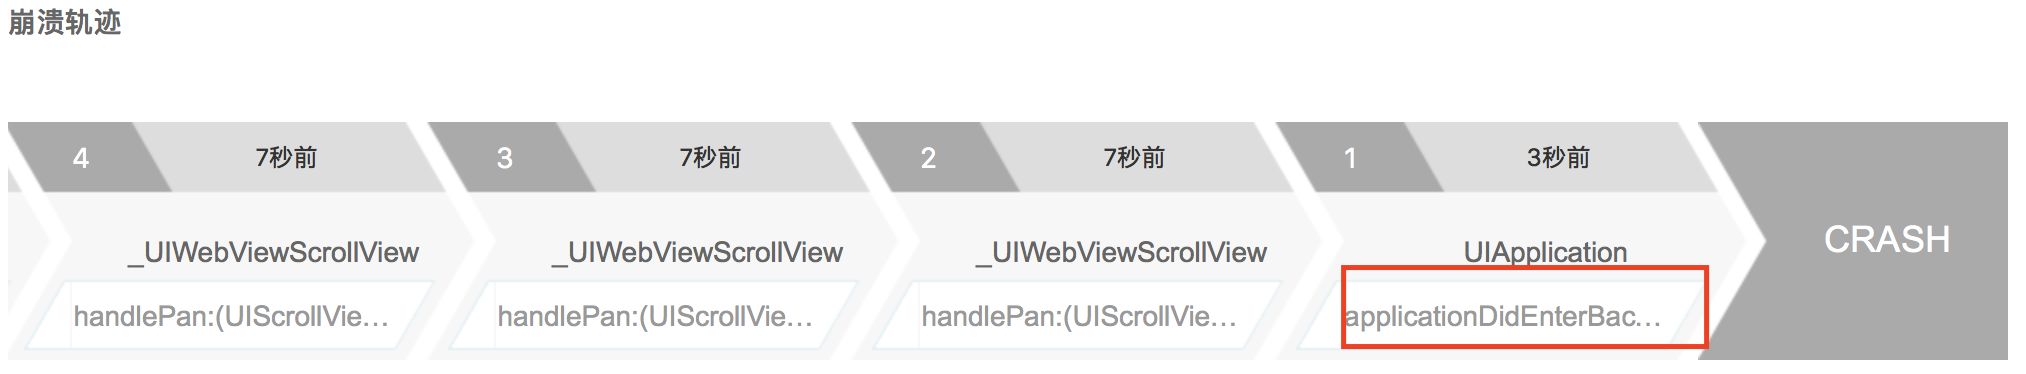 崩溃轨迹
4 7秒前 3 7秒前 2 7秒前 1 3秒前
_UIWebViewScrollView _UIWebViewScrollView _UIWebViewScrollView UIApplication CRASH
handlePan:(UIScrollVie... handlePan:(UIScrollVie... handlePan:(UIScrollVie... applicationDidEnterBac...